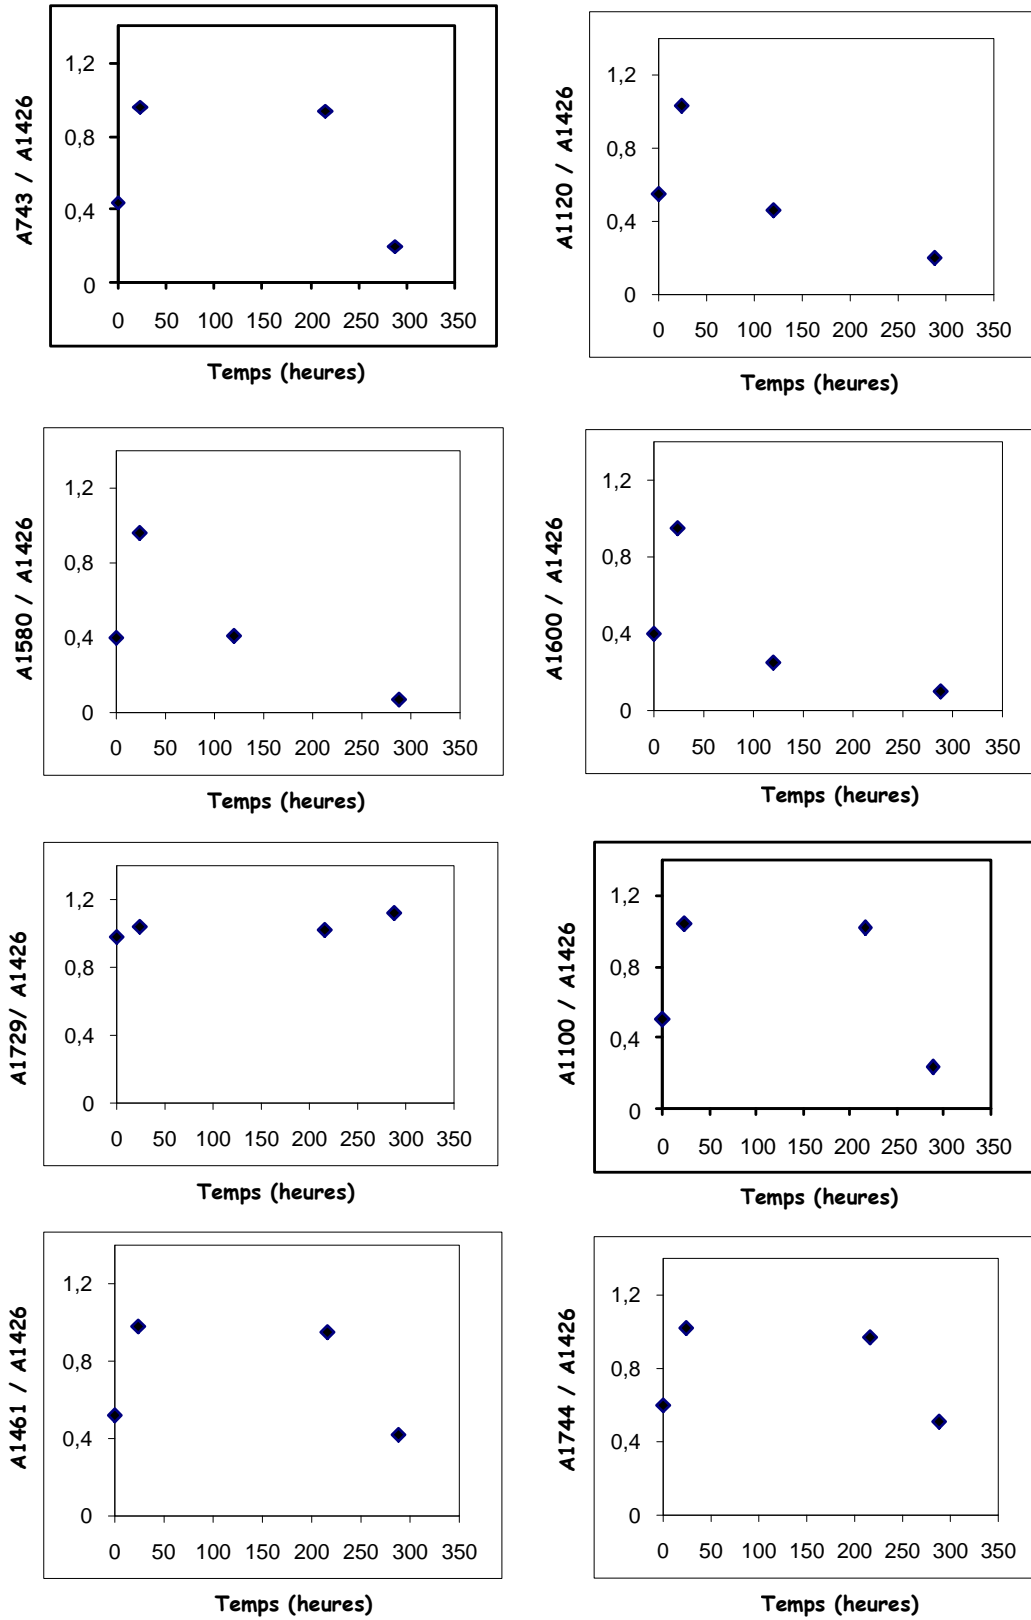 A743 / A1426
1,2
0,8
0,4
0
0 50 100 150 200 250 300 350
Temps (heures)
A1120 / A1426
1,2
0,8
0,4
0
0 50 100 150 200 250 300 350
Temps (heures)
A1580 / A1426
1,2
0,8
0,4
0
0 50 100 150 200 250 300 350
Temps (heures)
A1600 / A1426
1,2
0,8
0,4
0
0 50 100 150 200 250 300 350
Temps (heures)
A1729/ A1426
1,2
0,8
0,4
0
0 50 100 150 200 250 300 350
Temps (heures)
A1100 / A1426
1,2
0,8
0,4
0
0 50 100 150 200 250 300 350
Temps (heures)
A1461 / A1426
1,2
0,8
0,4
0
0 50 100 150 200 250 300 350
Temps (heures)
A1744 / A1426
1,2
0,8
0,4
0
0 50 100 150 200 250 300 350
Temps (heures)